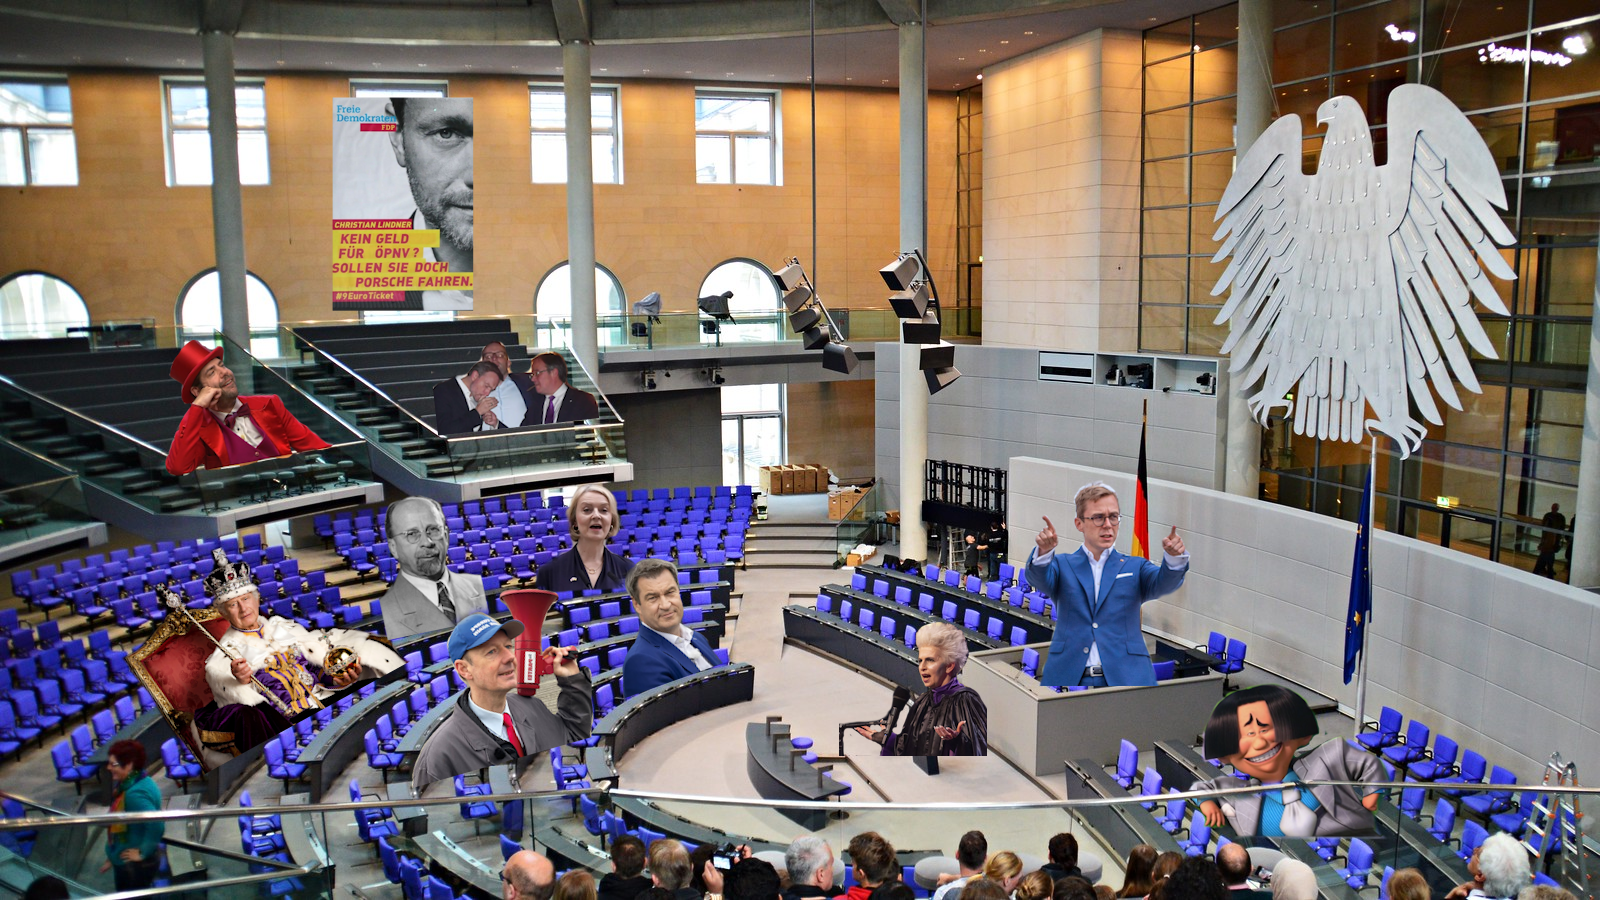 Freie
Demokraten
FDP
CHRISTIAN LINDNER
KEIN GELD
FÜR ÖPNV?
SOLLEN SIE DOCH
PORSCHE FAHREN.
#9EuroTicket